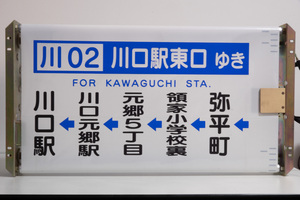 川02 川口駅東口 ゆき
FOR KAWAGUCHI STA.
弥平町
領家小学校裏
元郷5丁目
川口元郷駅
川口駅